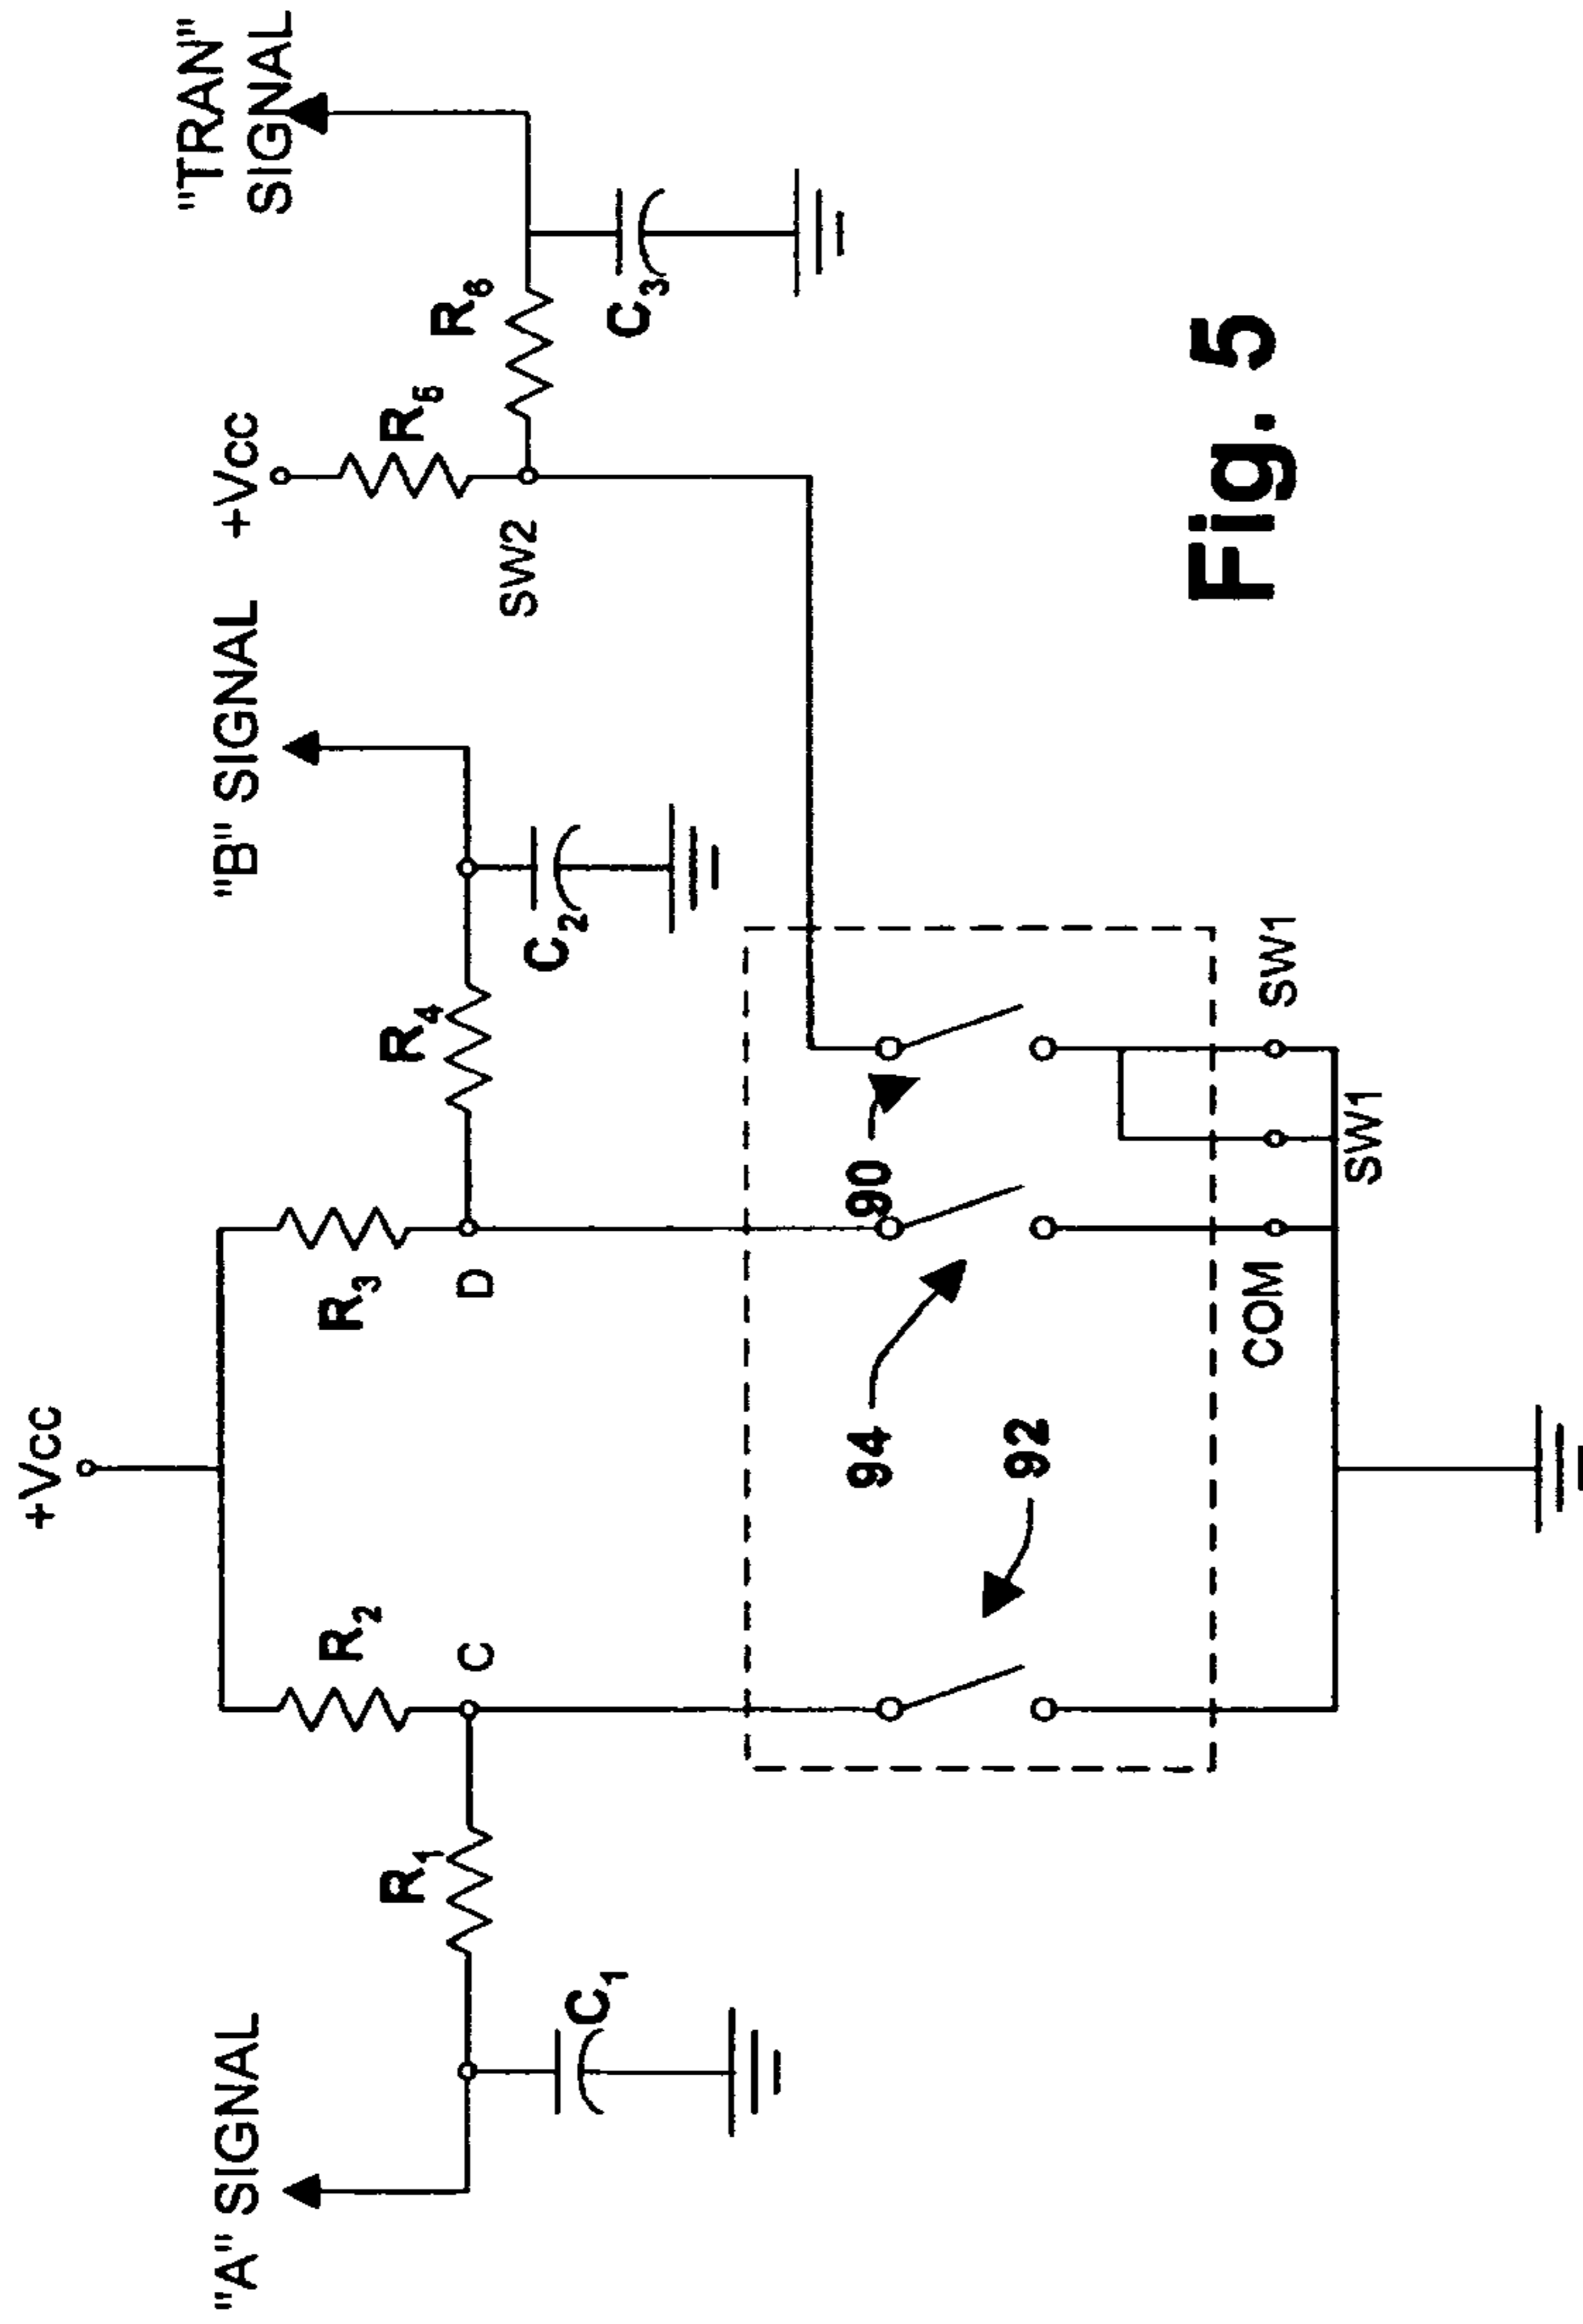 +Vcc
"A" SIGNAL
"B" SIGNAL
+Vcc
"TRAN"
SIGNAL
R2
R3
R1
R4
R5
R6
C
D
SW2
C1
C2
C3
90
94
92
COM
SW1
SW1
Fig. 5